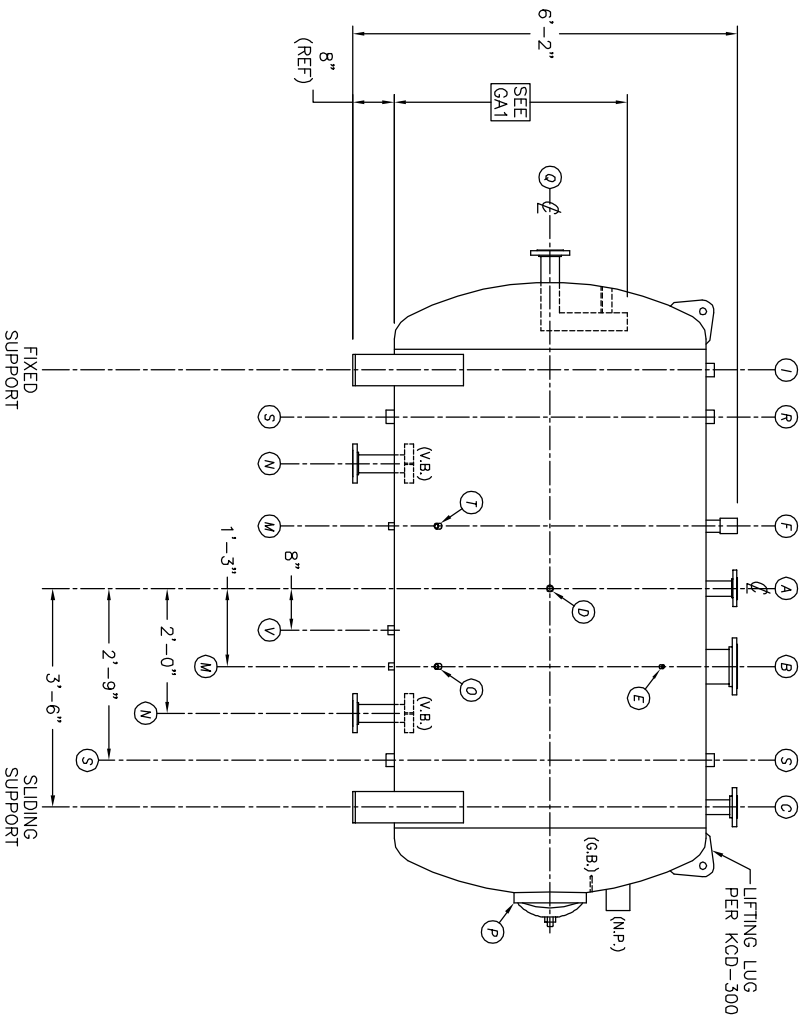 6'-2"
8"
(REF)
SEE
GA1
Q
℄
I
R
F
A
℄
B
S
C
LIFTING LUG
PER KCD-300
(G.B.)
(N.P.)
P
(V.B.)
T
D
O
E
(V.B.)
S
N
M
V
M
N
S
8"
1'-3"
2'-0"
2'-9"
3'-6"
FIXED
SUPPORT
SLIDING
SUPPORT